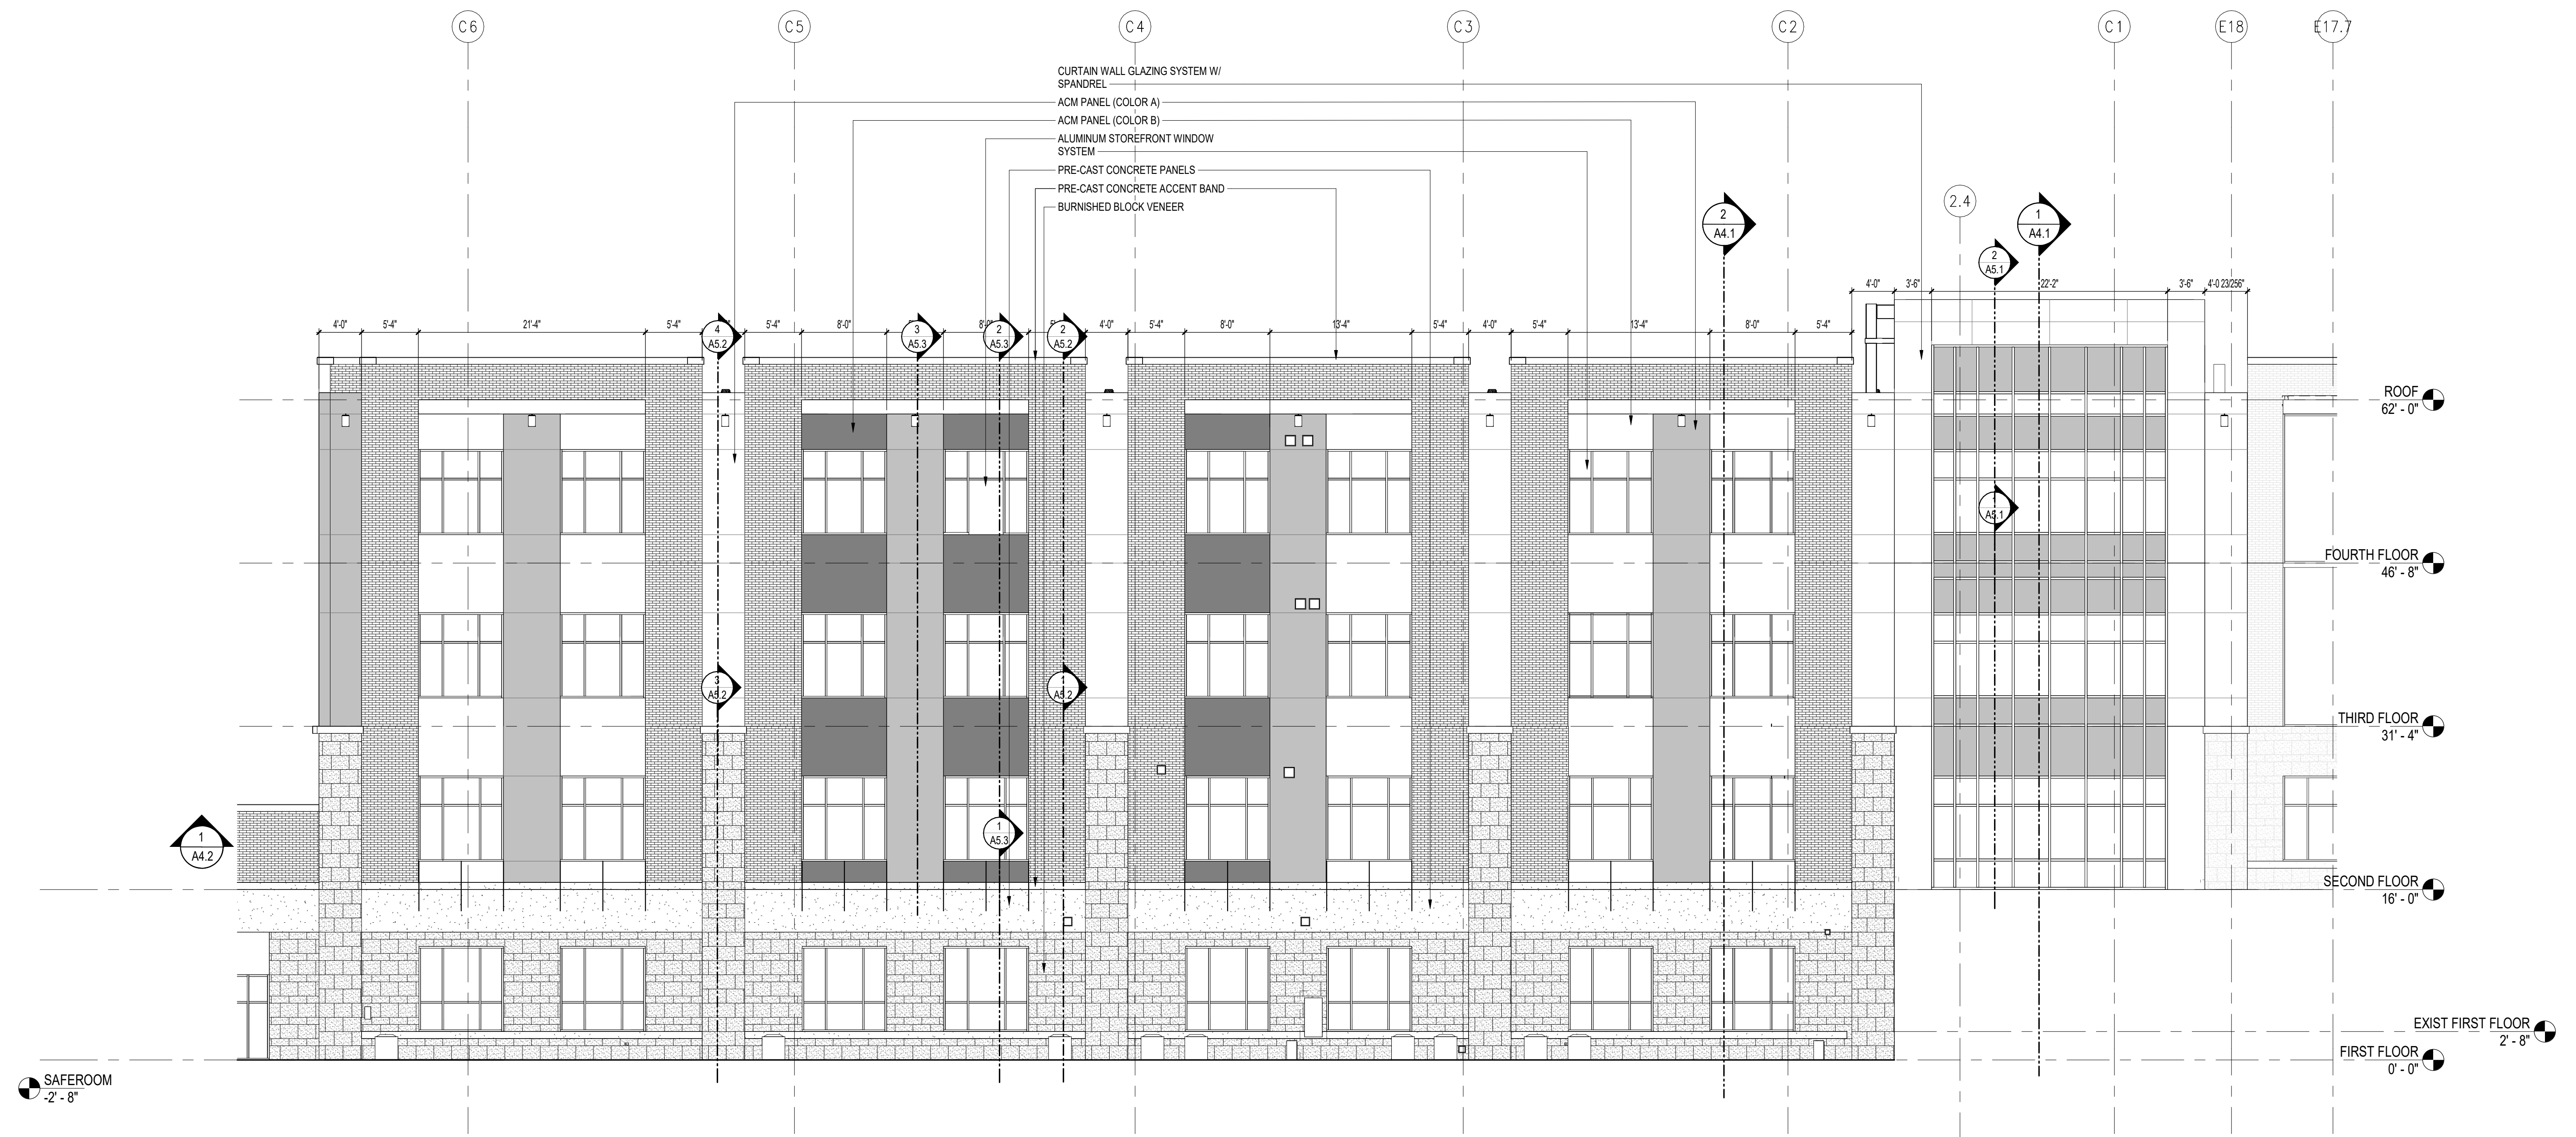 C6
C5
C4
C3
C2
C1
E18
E17.7
CURTAIN WALL GLAZING SYSTEM W/
SPANDREL
ACM PANEL (COLOR A)
ACM PANEL (COLOR B)
ALUMINUM STOREFRONT WINDOW
SYSTEM
PRE-CAST CONCRETE PANELS
PRE-CAST CONCRETE ACCENT BAND
BURNISHED BLOCK VENEER
2.4
2
A4.1
1
A4.1
2
A5.1
4'-0"
3'-6"
22'-2"
3'-6"
4'-0 23/256"
4'-0"
5'-4"
21'-4"
5'-4"
4
A5.2
5'-4"
8'-0"
3
A5.3
8'-0"
2
A5.3
2
A5.2
4'-0"
5'-4"
8'-0"
13'-4"
5'-4"
4'-0"
5'-4"
13'-4"
8'-0"
5'-4"
ROOF
62' - 0"
1
A5.1
FOURTH FLOOR
46' - 8"
3
A5.2
1
A5.2
THIRD FLOOR
31' - 4"
1
A4.2
1
A5.3
SECOND FLOOR
16' - 0"
EXIST FIRST FLOOR
2' - 8"
FIRST FLOOR
0' - 0"
SAFEROOM
-2' - 8"